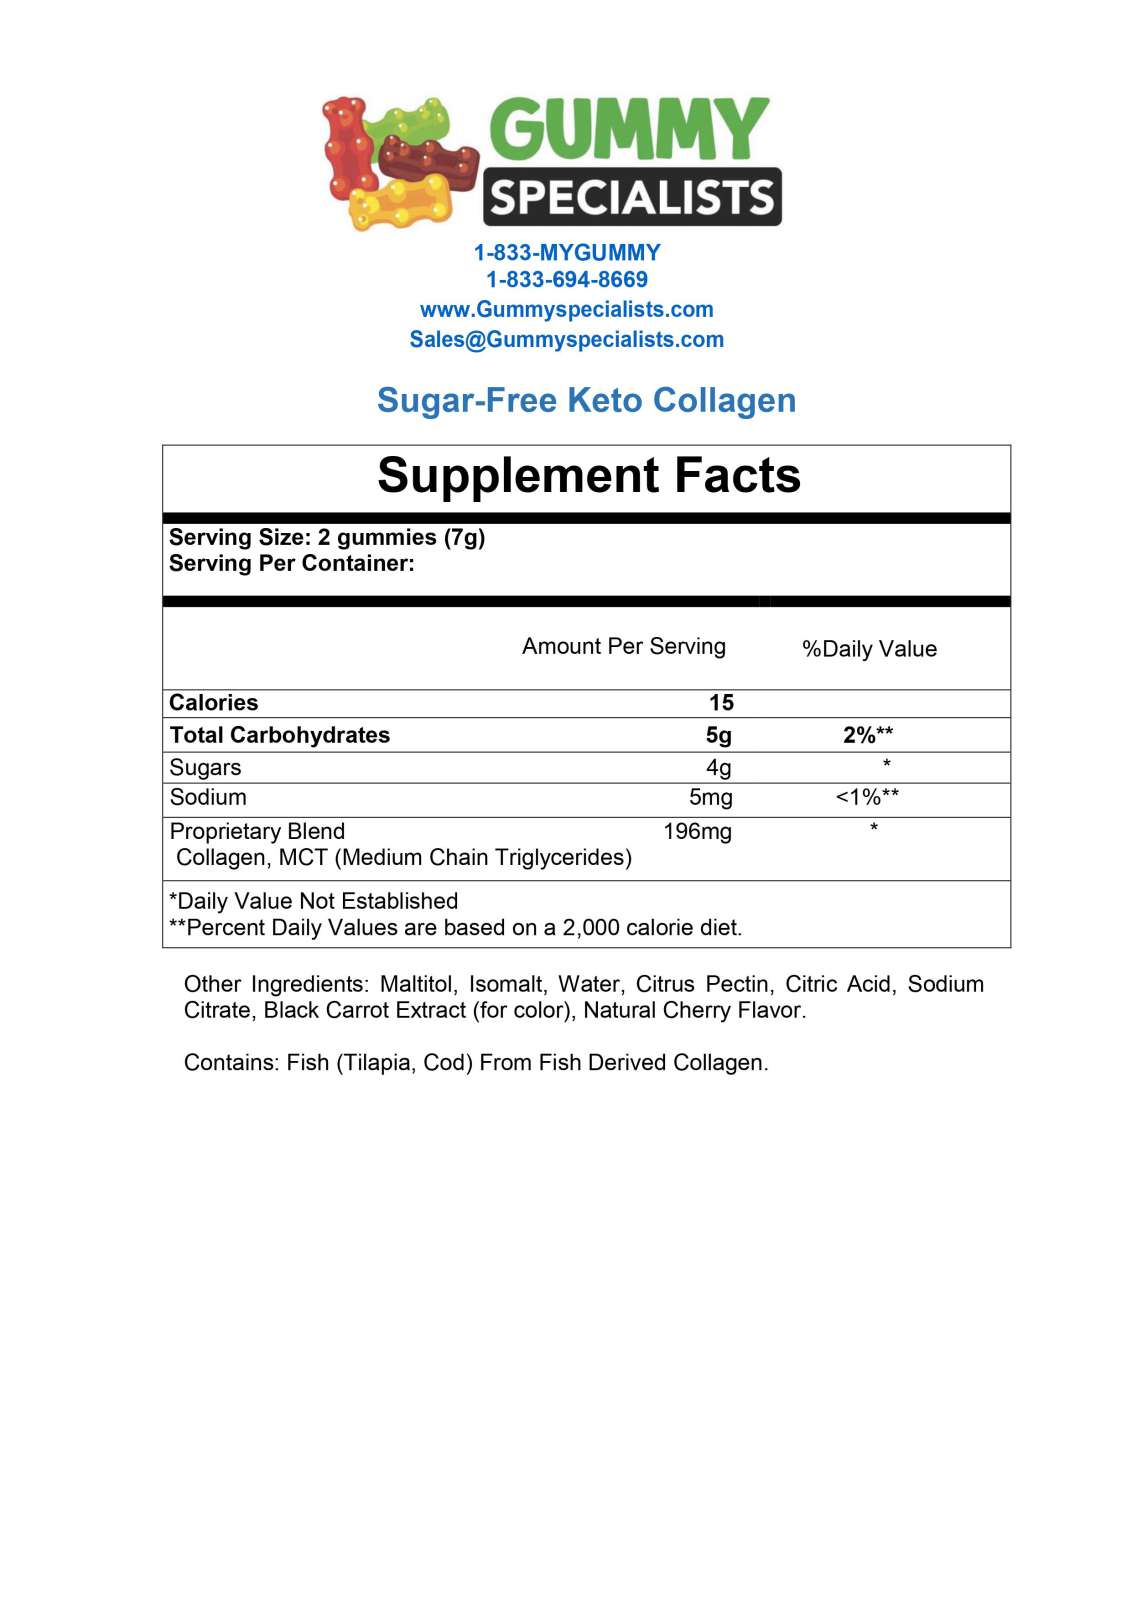 GUMMY
SPECIALISTS
1-833-MYGUMMY
1-833-694-8669
www.Gummyspecialists.com
Sales@Gummyspecialists.com
Sugar-Free Keto Collagen
Supplement Facts
Serving Size: 2 gummies (7g)
Serving Per Container:
Amount Per Serving %Daily Value
Calories 15
Total Carbohydrates 5g 2%**
Sugars 4g *
Sodium 5mg <1%**
Proprietary Blend 196mg *
Collagen, MCT (Medium Chain Triglycerides)
*Daily Value Not Established
**Percent Daily Values are based on a 2,000 calorie diet.
Other Ingredients: Maltitol, Isomalt, Water, Citrus Pectin, Citric Acid, Sodium
Citrate, Black Carrot Extract (for color), Natural Cherry Flavor.
Contains: Fish (Tilapia, Cod) From Fish Derived Collagen.